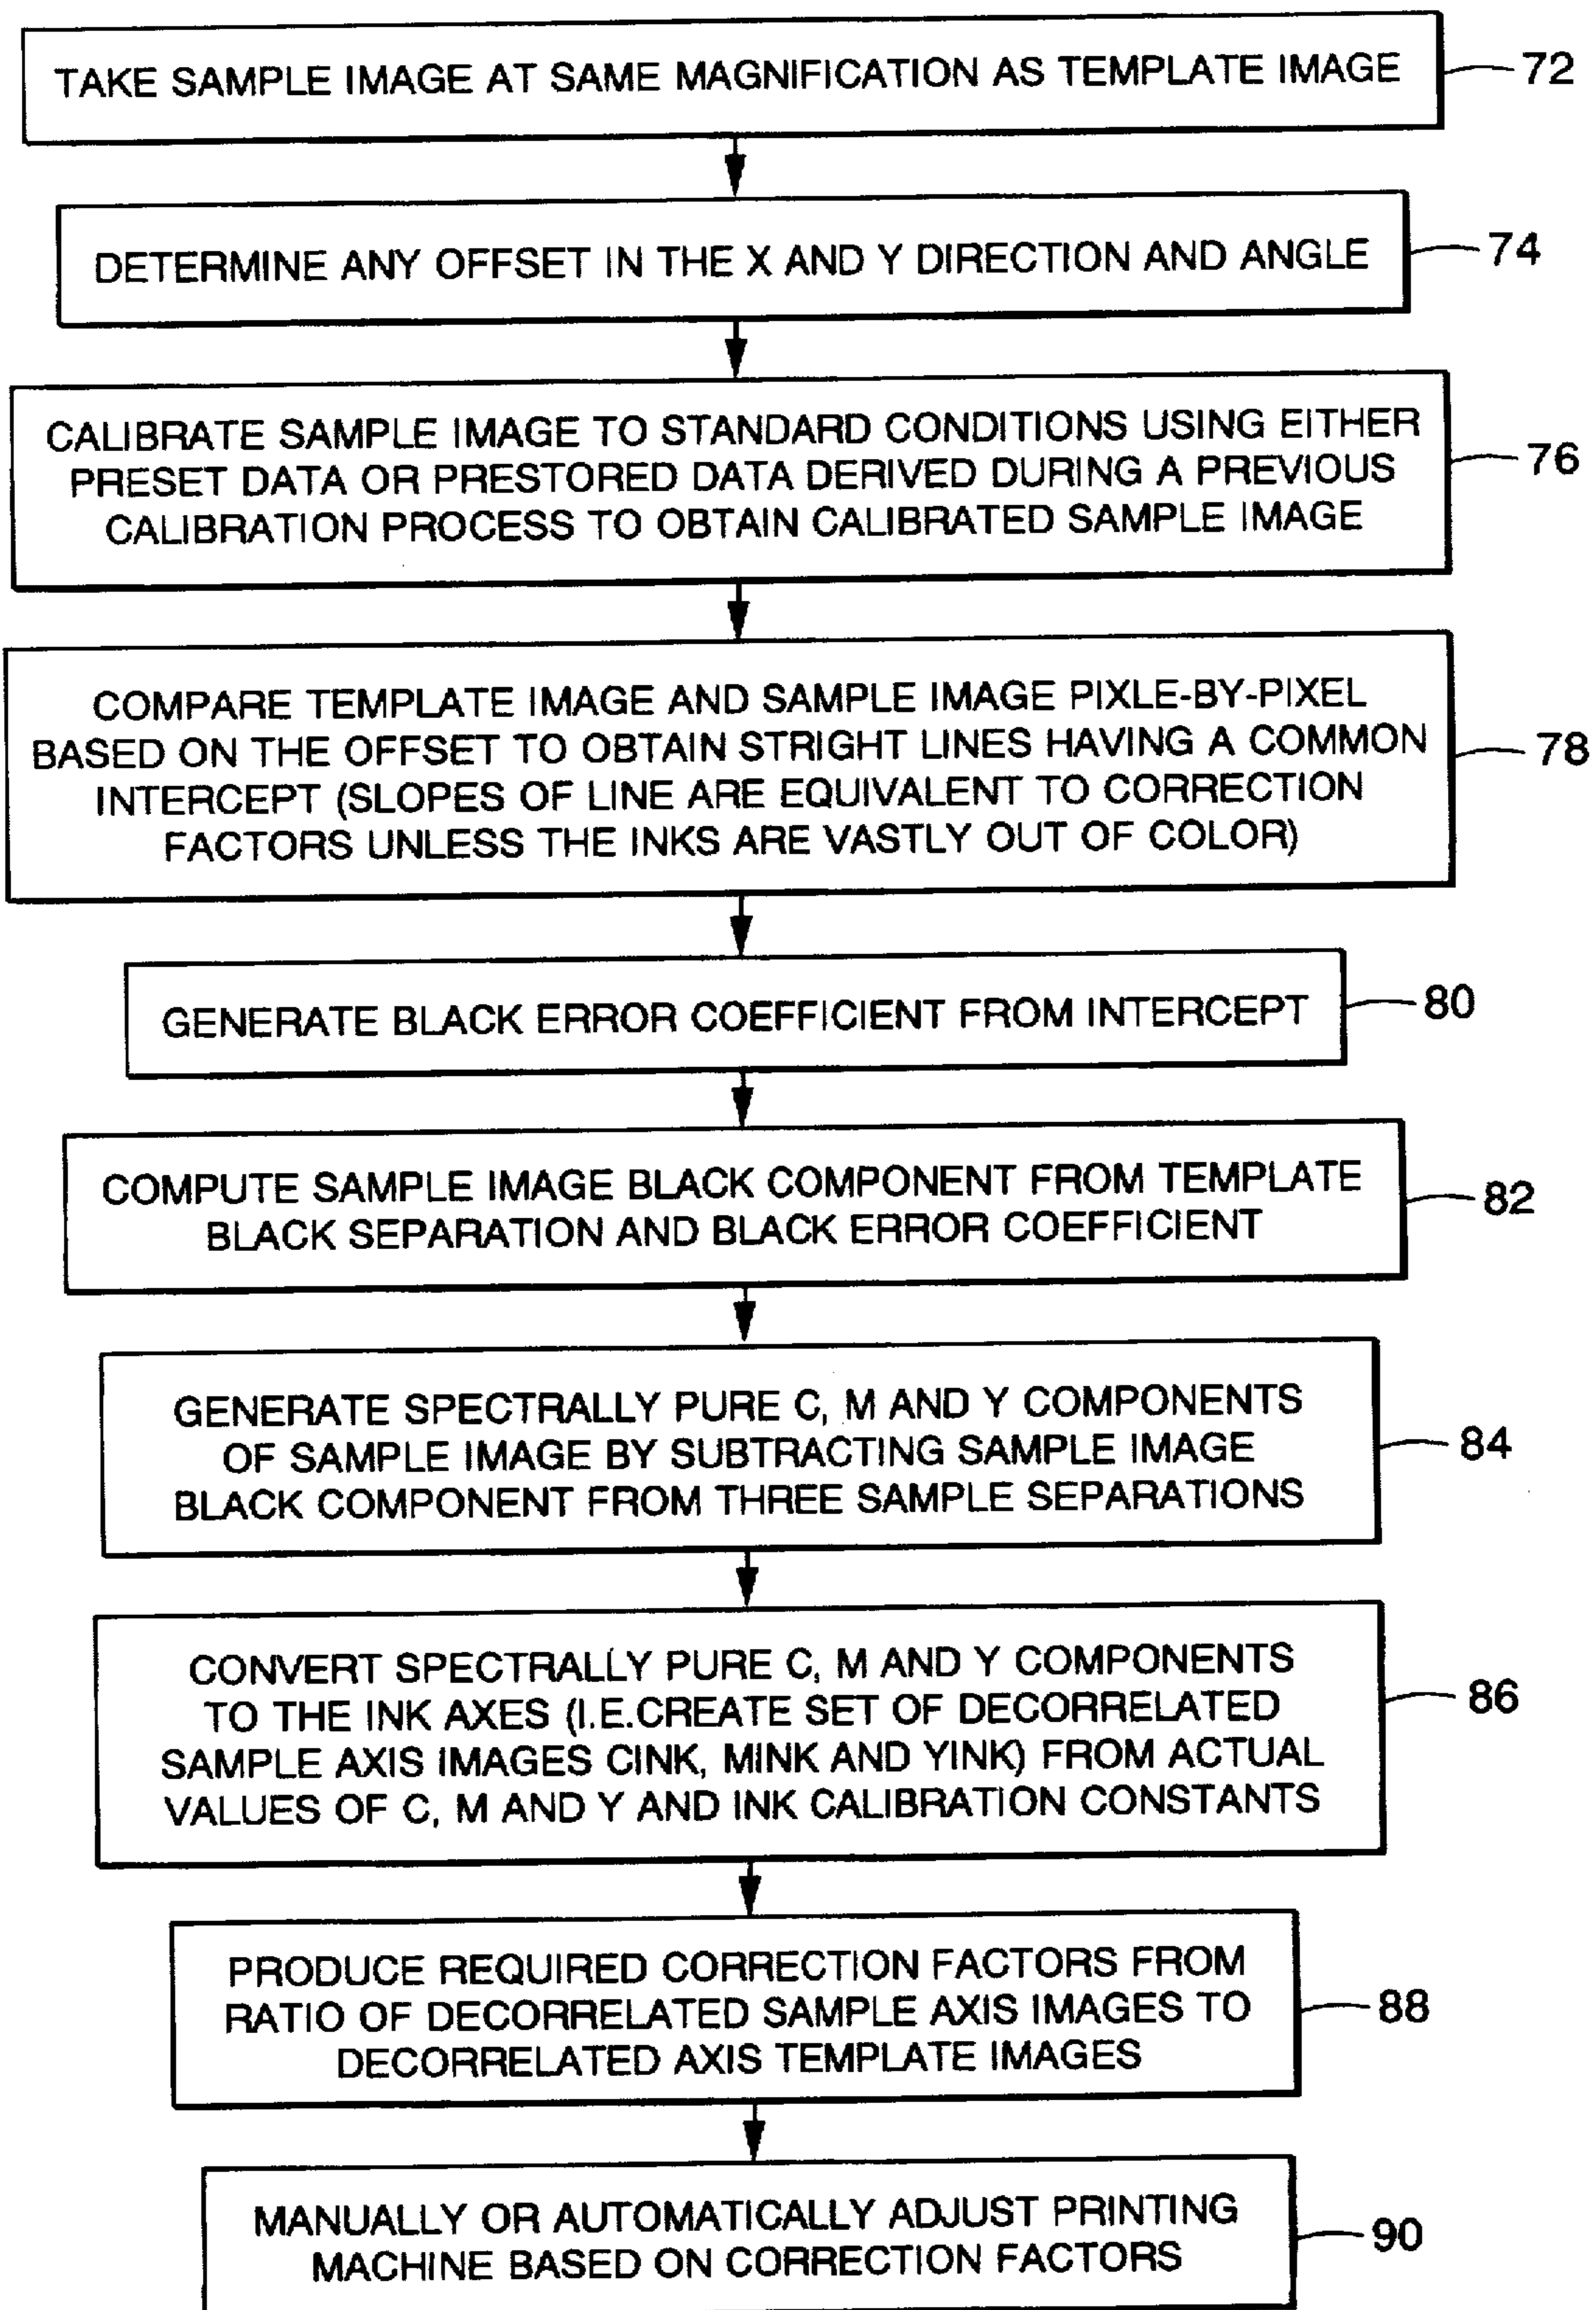 TAKE SAMPLE IMAGE AT SAME MAGNIFICATION AS TEMPLATE IMAGE
72
DETERMINE ANY OFFSET IN THE X AND Y DIRECTION AND ANGLE
74
CALIBRATE SAMPLE IMAGE TO STANDARD CONDITIONS USING EITHER
PRESET DATA OR PRESTORED DATA DERIVED DURING A PREVIOUS
CALIBRATION PROCESS TO OBTAIN CALIBRATED SAMPLE IMAGE
76
COMPARE TEMPLATE IMAGE AND SAMPLE IMAGE PIXLE-BY-PIXEL
BASED ON THE OFFSET TO OBTAIN STRIGHT LINES HAVING A COMMON
INTERCEPT (SLOPES OF LINE ARE EQUIVALENT TO CORRECTION
FACTORS UNLESS THE INKS ARE VASTLY OUT OF COLOR)
78
GENERATE BLACK ERROR COEFFICIENT FROM INTERCEPT
80
COMPUTE SAMPLE IMAGE BLACK COMPONENT FROM TEMPLATE
BLACK SEPARATION AND BLACK ERROR COEFFICIENT
82
GENERATE SPECTRALLY PURE C, M AND Y COMPONENTS
OF SAMPLE IMAGE BY SUBTRACTING SAMPLE IMAGE
BLACK COMPONENT FROM THREE SAMPLE SEPARATIONS
84
CONVERT SPECTRALLY PURE C, M AND Y COMPONENTS
TO THE INK AXES (I.E.CREATE SET OF DECORRELATED
SAMPLE AXIS IMAGES CINK, MINK AND YINK) FROM ACTUAL
VALUES OF C, M AND Y AND INK CALIBRATION CONSTANTS
86
PRODUCE REQUIRED CORRECTION FACTORS FROM
RATIO OF DECORRELATED SAMPLE AXIS IMAGES TO
DECORRELATED AXIS TEMPLATE IMAGES
88
MANUALLY OR AUTOMATICALLY ADJUST PRINTING
MACHINE BASED ON CORRECTION FACTORS
90